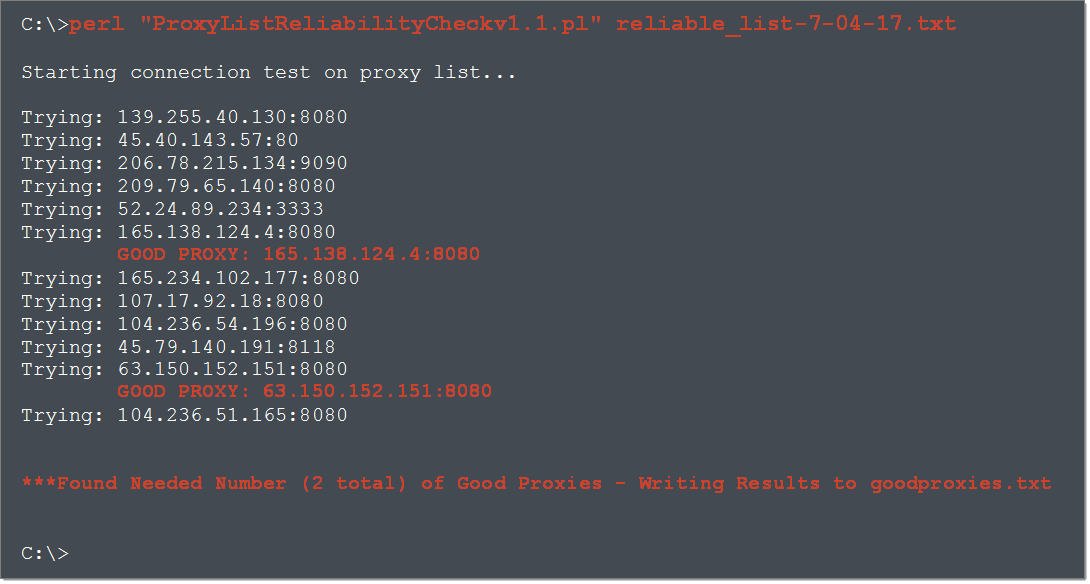 C:\>perl "ProxyListReliabilityCheckv1.1.pl" reliable_list-7-04-17.txt
Starting connection test on proxy list...
Trying: 139.255.40.130:8080
Trying: 45.40.143.57:80
Trying: 206.78.215.134:9090
Trying: 209.79.65.140:8080
Trying: 52.24.89.234:3333
Trying: 165.138.124.4:8080
GOOD PROXY: 165.138.124.4:8080
Trying: 165.234.102.177:8080
Trying: 107.17.92.18:8080
Trying: 104.236.54.196:8080
Trying: 45.79.140.191:8118
Trying: 63.150.152.151:8080
GOOD PROXY: 63.150.152.151:8080
Trying: 104.236.51.165:8080
***Found Needed Number (2 total) of Good Proxies - Writing Results to goodproxies.txt
C:\>